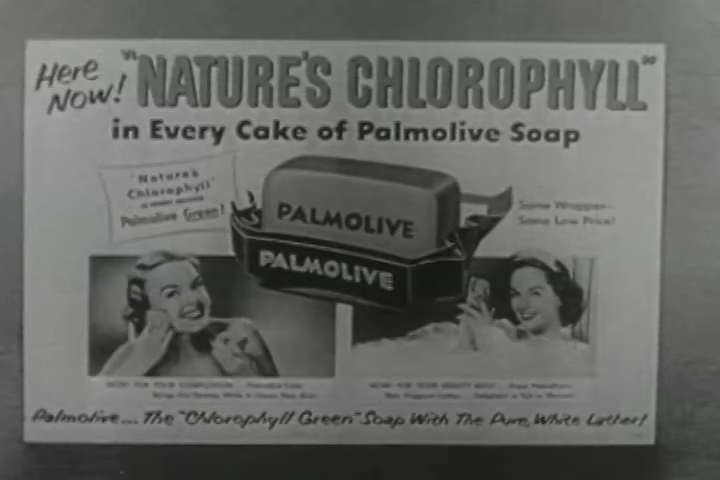 Here Now!
"NATURE'S CHLOROPHYLL"
in Every Cake of Palmolive Soap
"Nature's
Chlorophyll"
Palmolive Green!
Same Wrapper—
Same Low Price!
PALMOLIVE
PALMOLIVE
Palmolive... The "Chlorophyll Green" Soap With The Pure, White Lather!